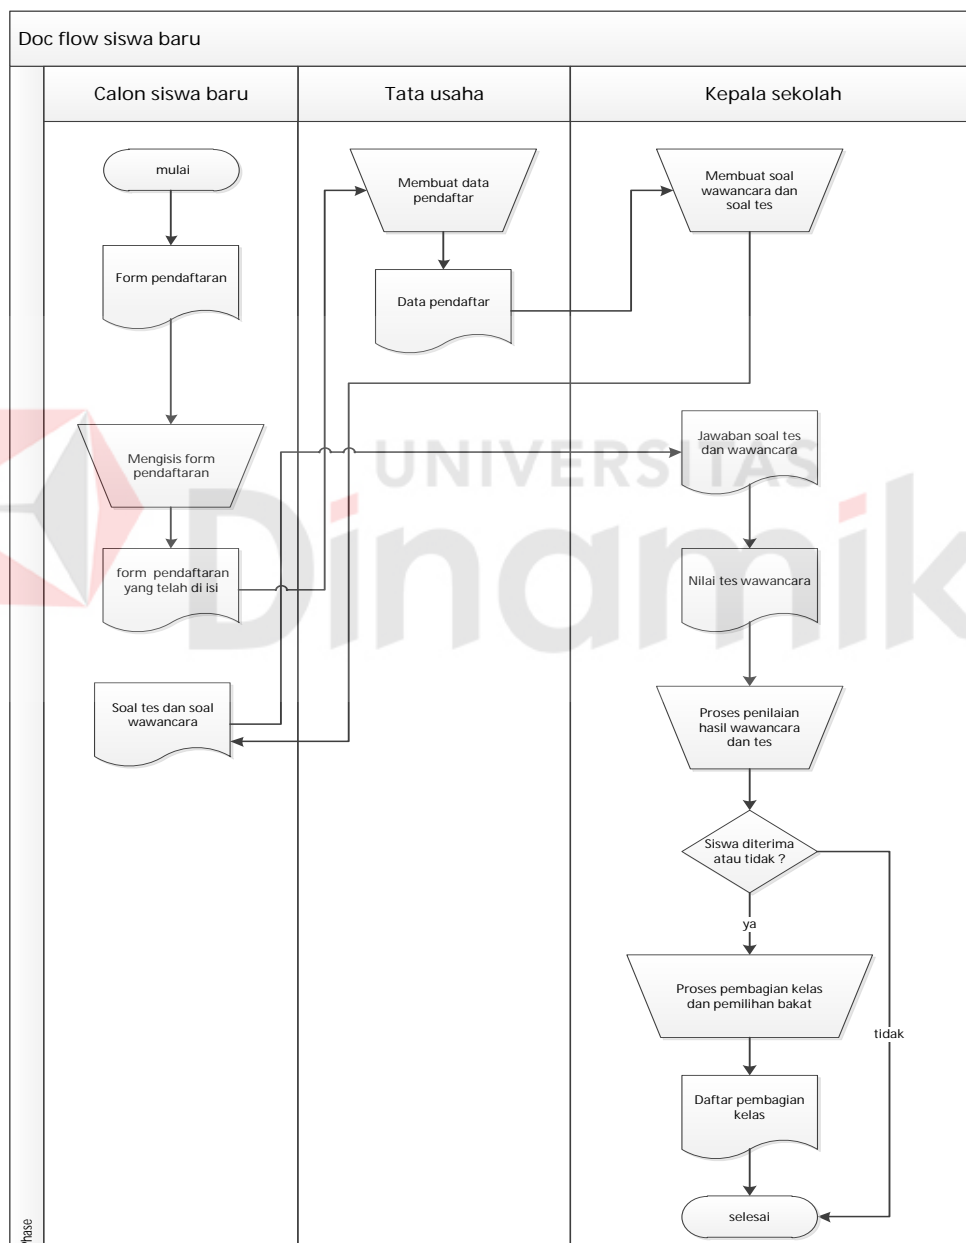 Doc flow siswa baru
Calon siswa baru
Tata usaha
Kepala sekolah
mulai
Form pendaftaran
Mengisis form
pendaftaran
form pendaftaran
yang telah di isi
Soal tes dan soal
wawancara
Membuat data
pendaftar
Data pendaftar
Membuat soal
wawancara dan
soal tes
Jawaban soal tes
dan wawancara
Nilai tes wawancara
Proses penilaian
hasil wawancara
dan tes
Siswa diterima
atau tidak ?
ya
tidak
Proses pembagian kelas
dan pemilihan bakat
Daftar pembagian
kelas
selesai
Phase
UNIVERSITAS
Dinamika